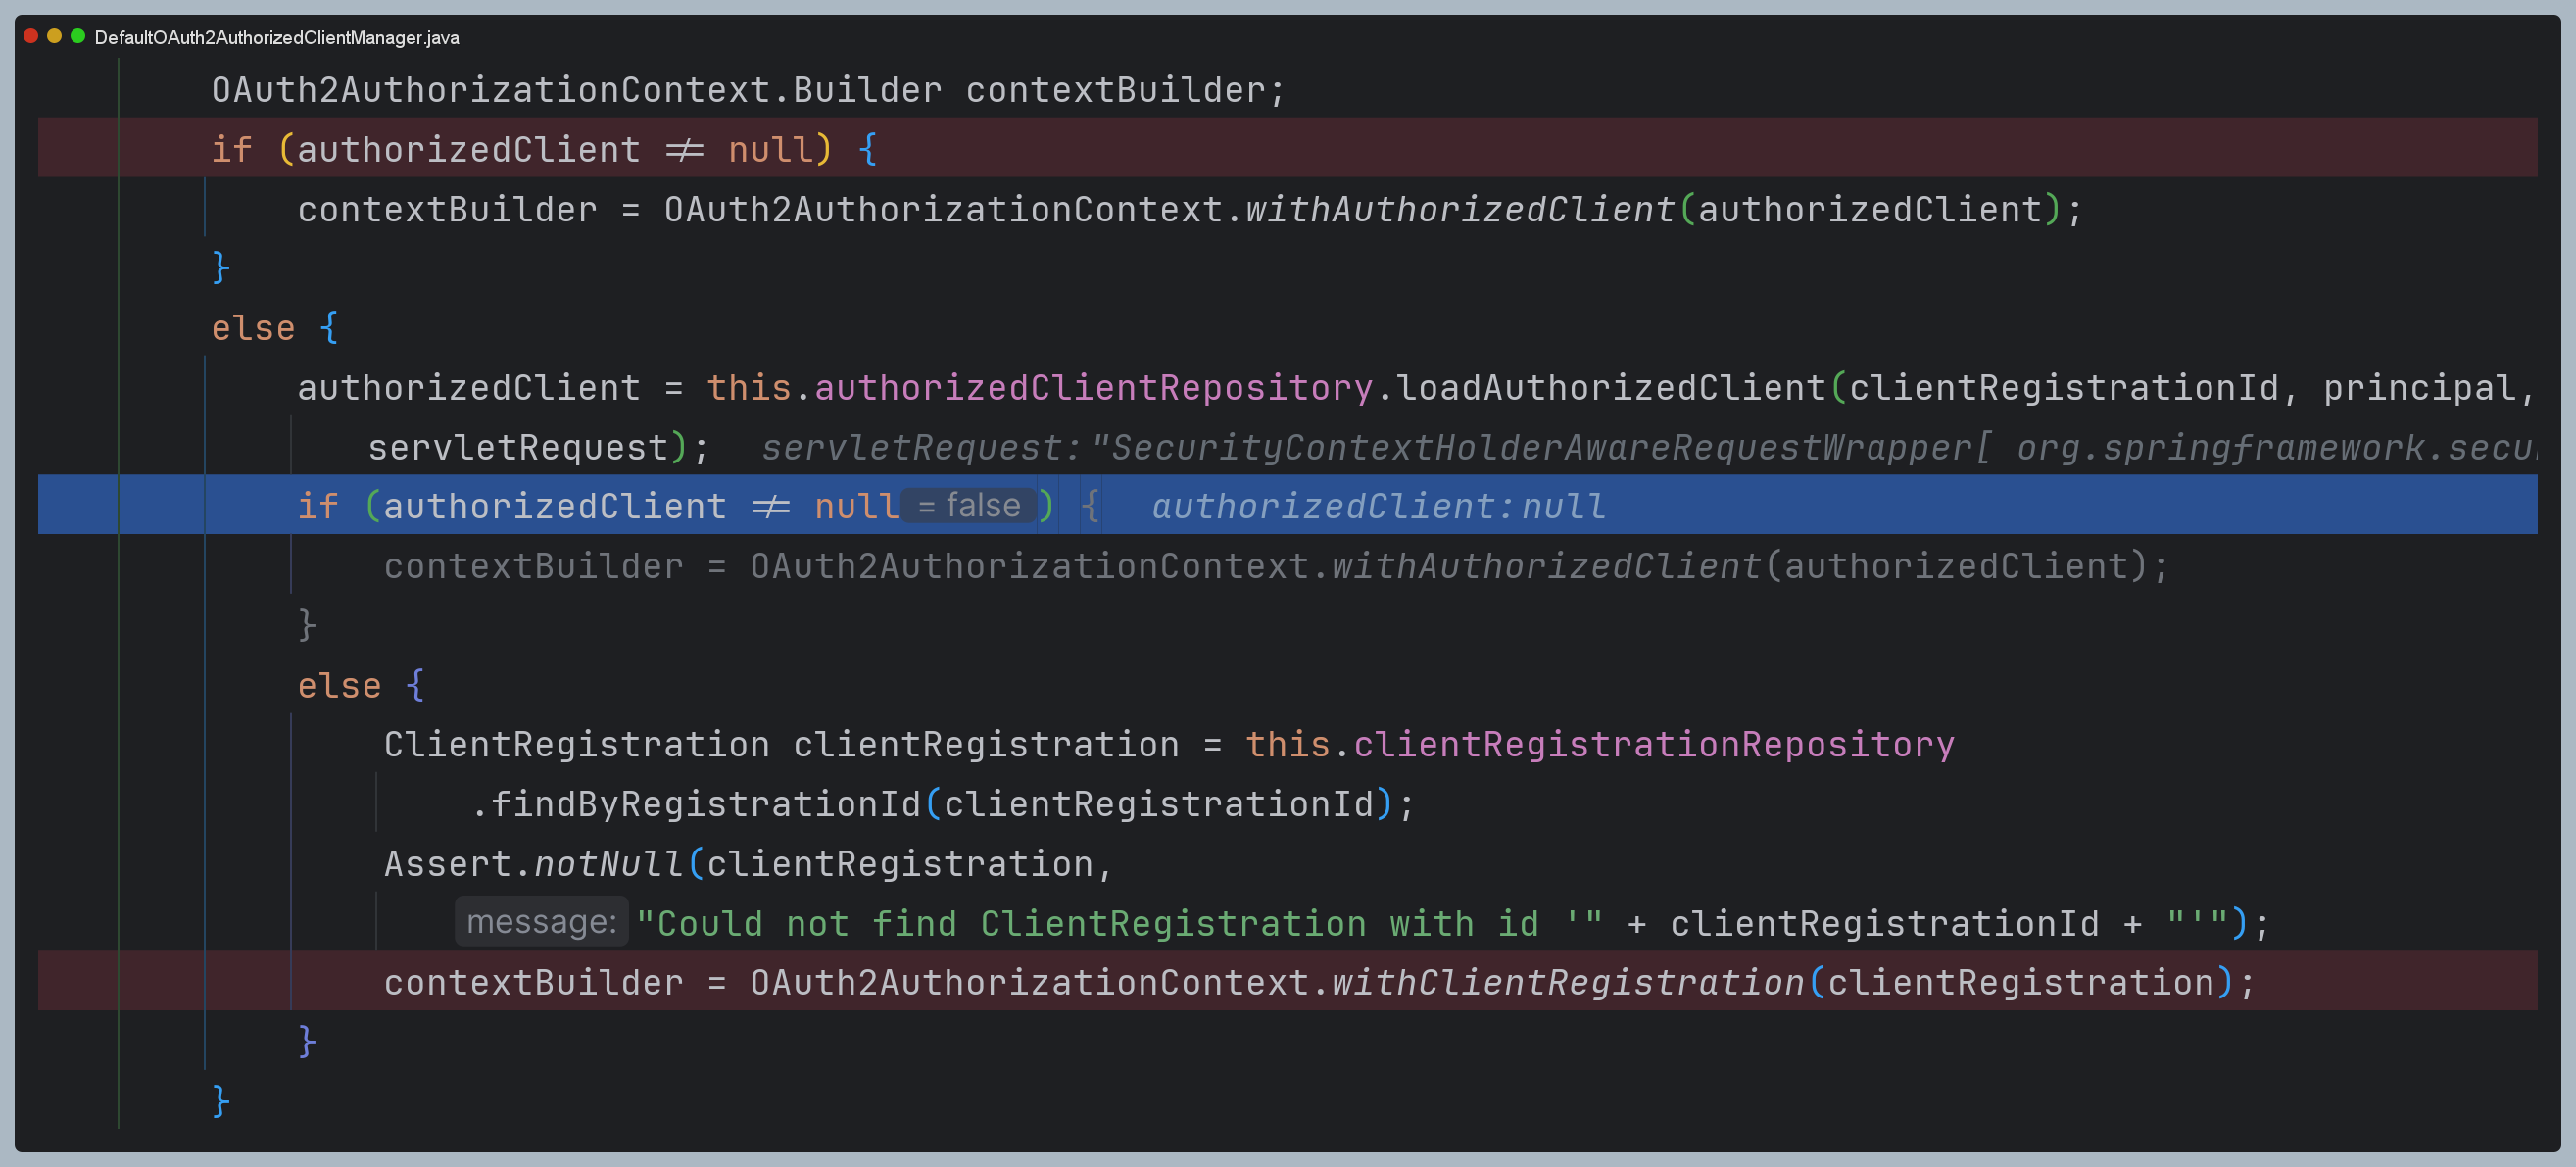 DefaultOAuth2AuthorizedClientManager.java
OAuth2AuthorizationContext.Builder contextBuilder;
if (authorizedClient != null) {
contextBuilder = OAuth2AuthorizationContext.withAuthorizedClient(authorizedClient);
}
else {
authorizedClient = this.authorizedClientRepository.loadAuthorizedClient(clientRegistrationId, principal,
servletRequest); servletRequest: "SecurityContextHolderAwareRequestWrapper[ org.springframework.secu
if (authorizedClient != null = false ) { authorizedClient: null
contextBuilder = OAuth2AuthorizationContext.withAuthorizedClient(authorizedClient);
}
else {
ClientRegistration clientRegistration = this.clientRegistrationRepository
.findByRegistrationId(clientRegistrationId);
Assert.notNull(clientRegistration,
message: "Could not find ClientRegistration with id '" + clientRegistrationId + "'");
contextBuilder = OAuth2AuthorizationContext.withClientRegistration(clientRegistration);
}
}